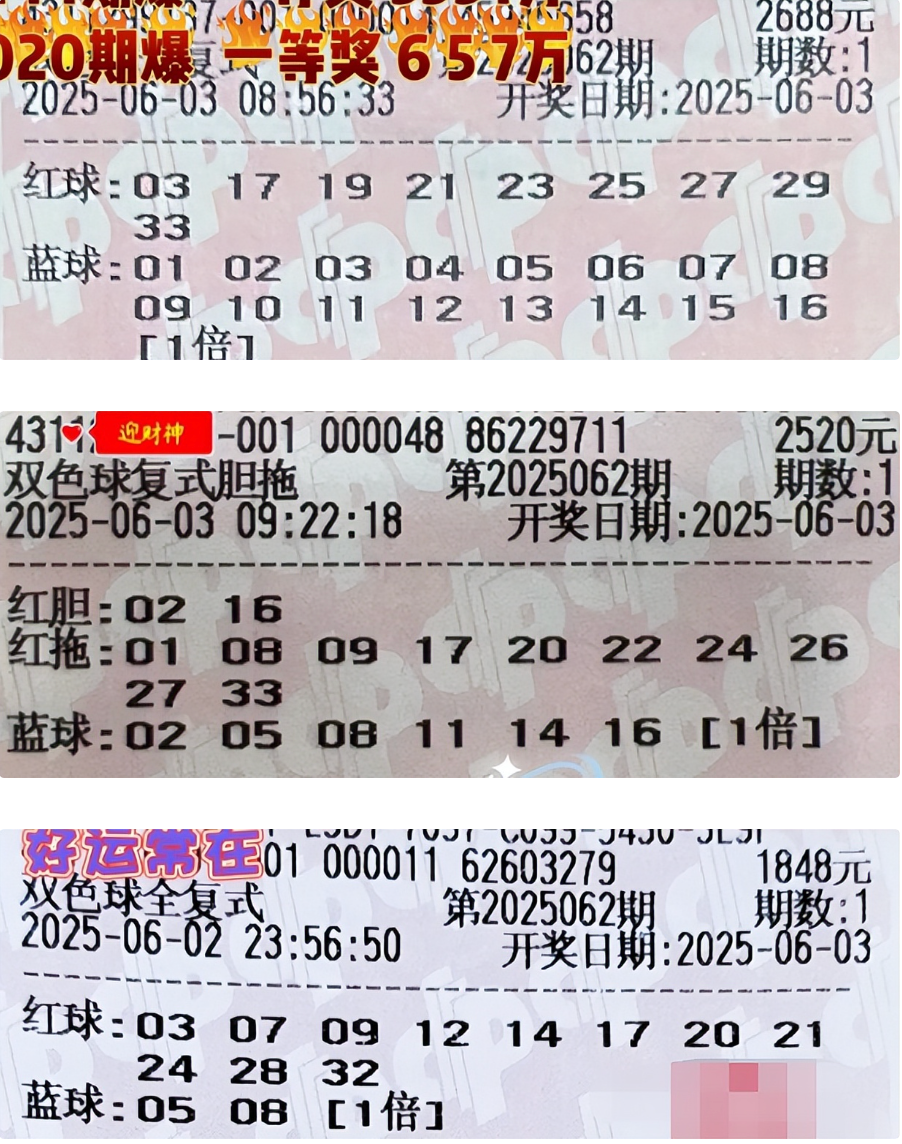 2688元
020期爆 一等奖657万
062期 期数:1
2025-06-03 08:56:33 开奖日期:2025-06-03
红球:03 17 19 21 23 25 27 29
33
蓝球:01 02 03 04 05 06 07 08
09 10 11 12 13 14 15 16
[1倍]
迎财神
-001 000048 86229711 2520元
双色球复式胆拖 第2025062期 期数:1
2025-06-03 09:22:18 开奖日期:2025-06-03
红胆:02 16
红拖:01 08 09 17 20 22 24 26
27 33
蓝球:02 05 08 11 14 16 [1倍]
好运常在
01 000011 62603279 1848元
双色球全复式 第2025062期 期数:1
2025-06-02 23:56:50 开奖日期:2025-06-03
红球:03 07 09 12 14 17 20 21
24 28 32
蓝球:05 08 [1倍]